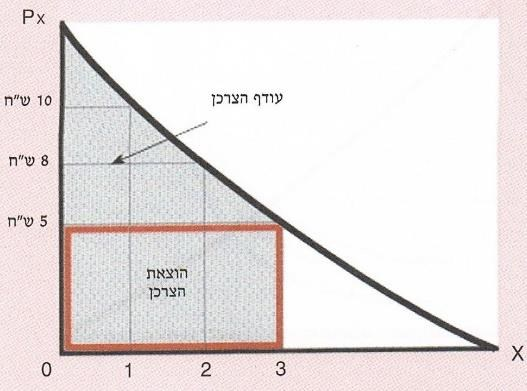 Px
10 ש"ח
עודף הצרכן
8 ש"ח
5 ש"ח
הוצאת
הצרכן
0 1 2 3 X